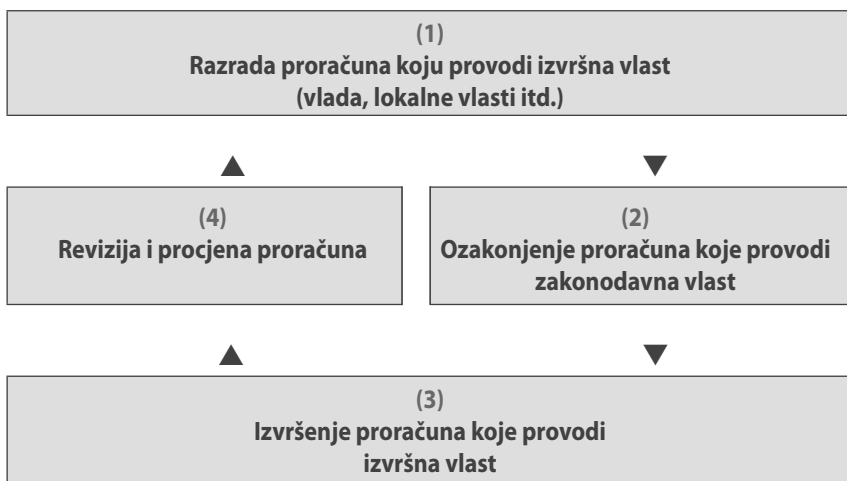 (1)
Razrada proračuna koju provodi izvršna vlast
(vlada, lokalne vlasti itd.)
(4)
Revizija i procjena proračuna
(2)
Ozakonjenje proračuna koje provodi
zakonodavna vlast
(3)
Izvršenje proračuna koje provodi
izvršna vlast